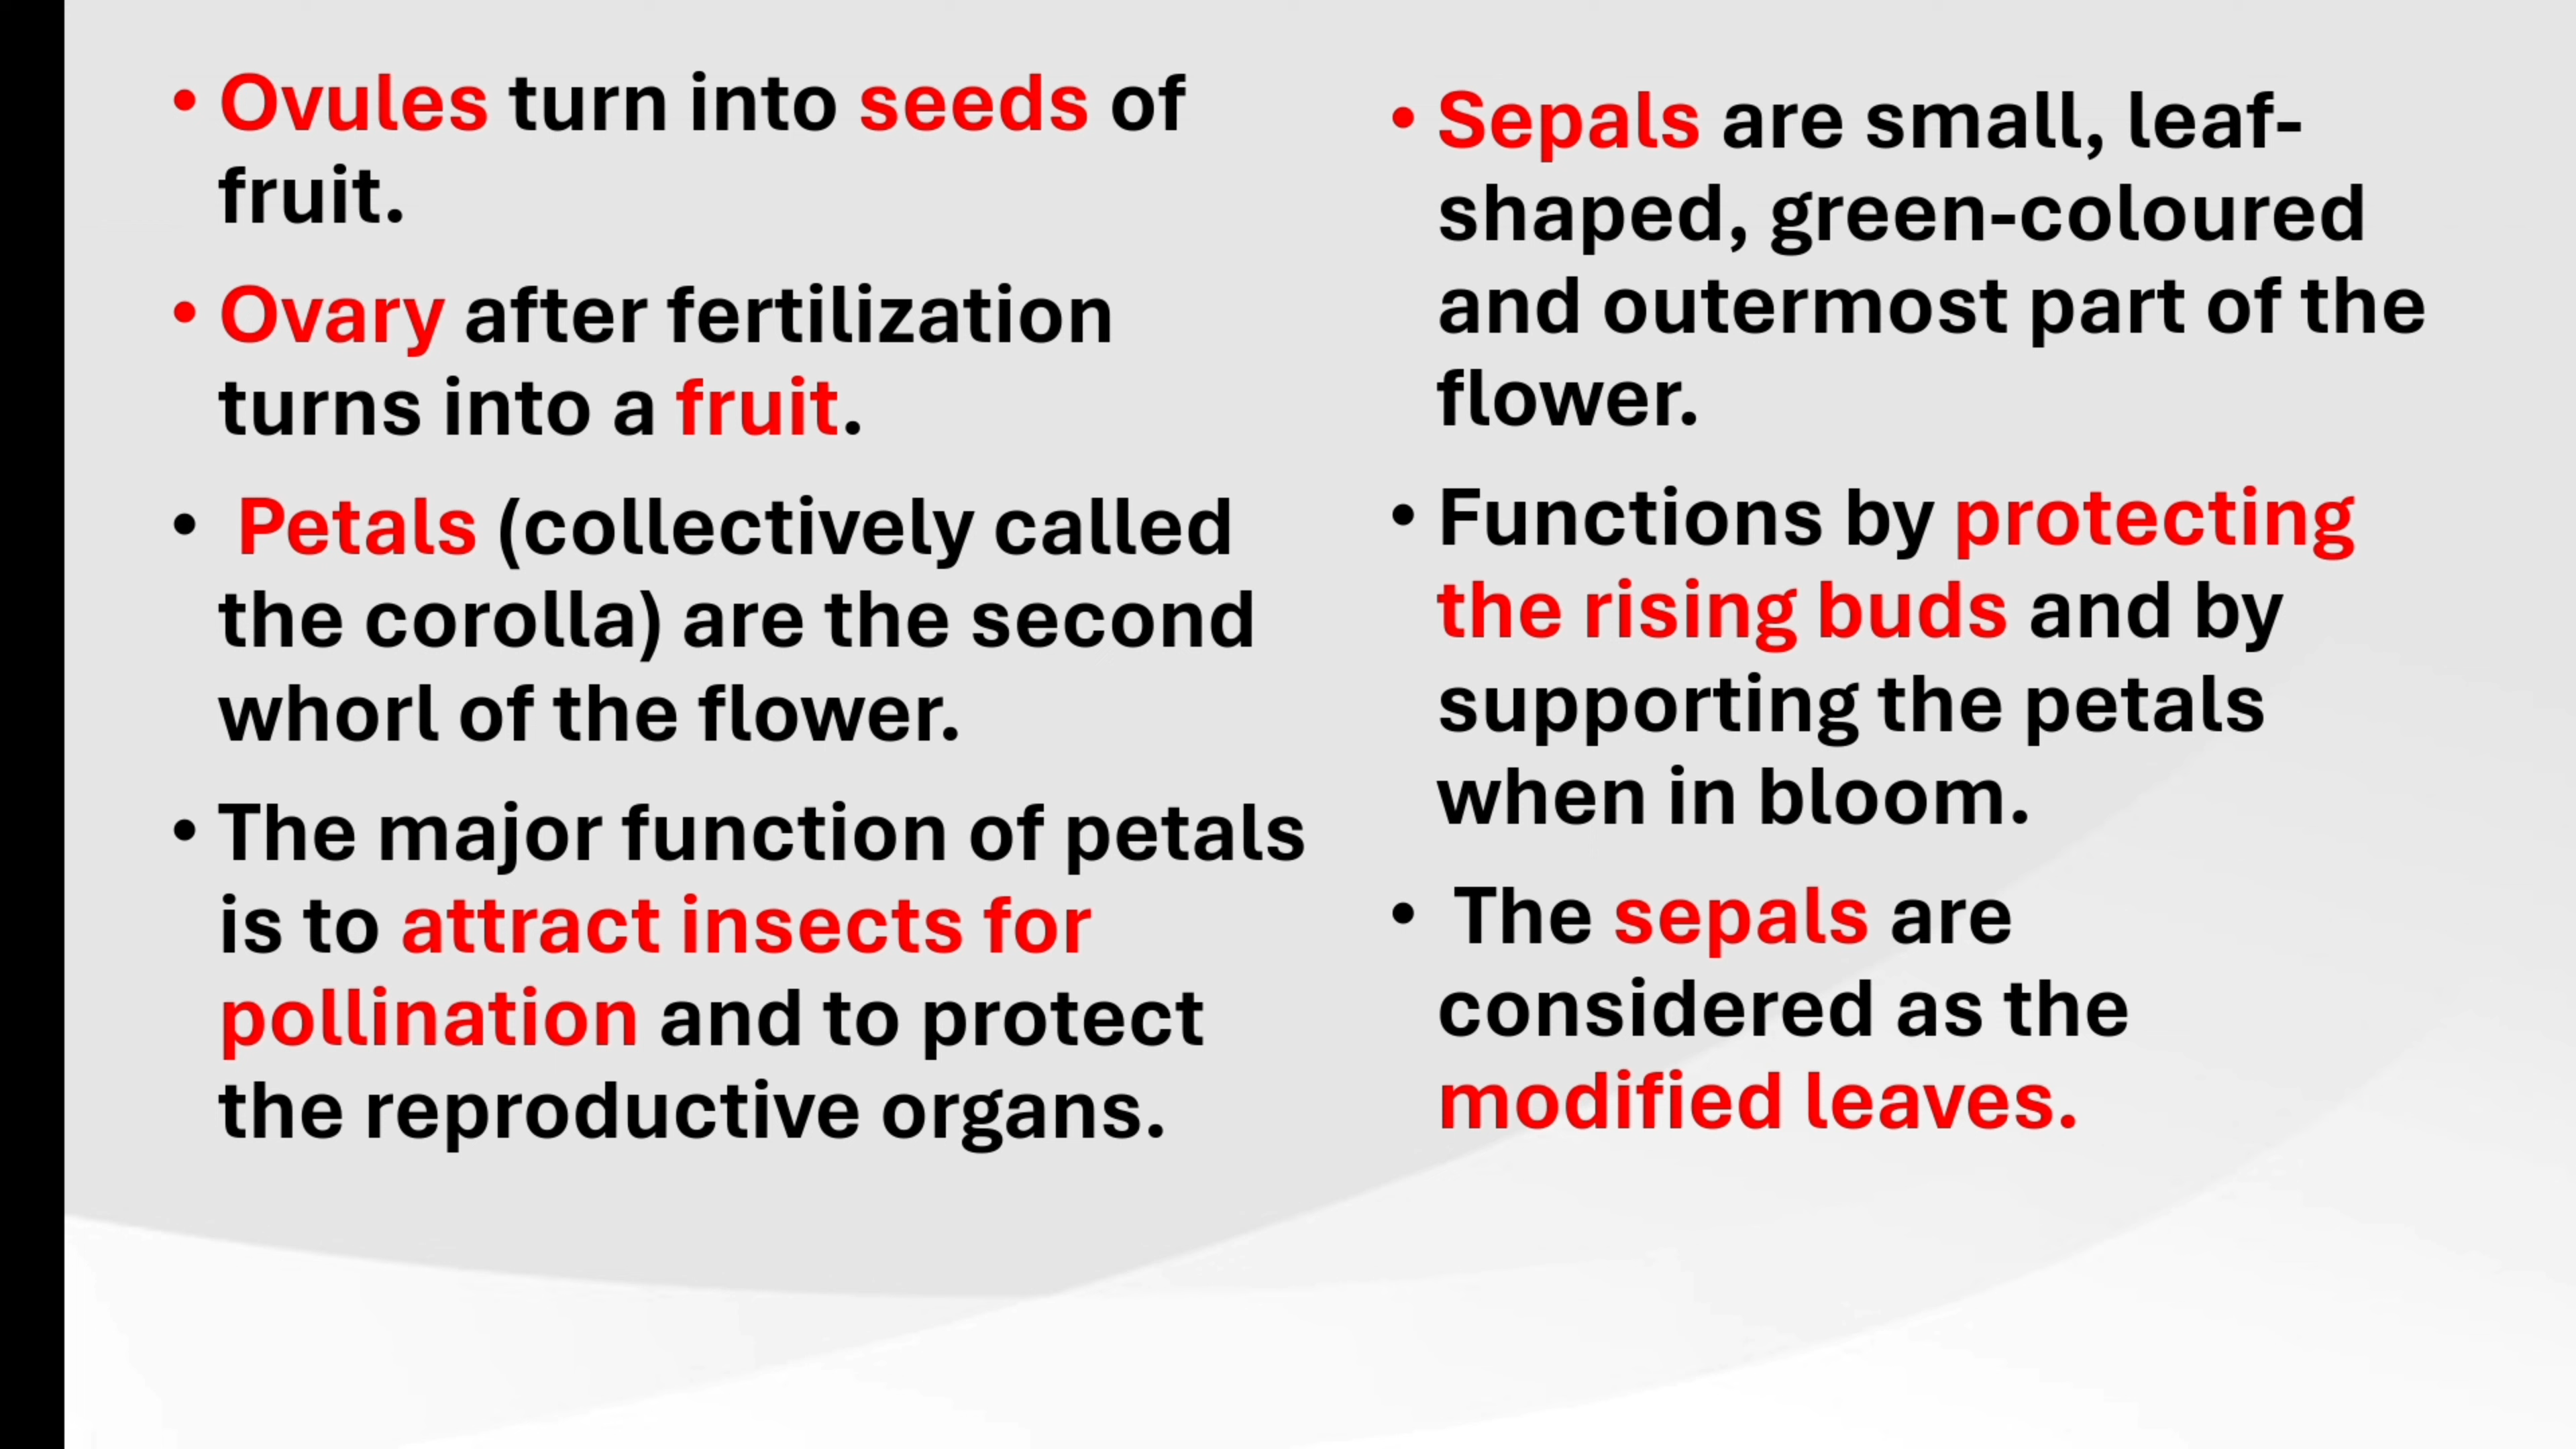 • Ovules turn into seeds of
fruit.
• Ovary after fertilization
turns into a fruit.
• Petals (collectively called
the corolla) are the second
whorl of the flower.
• The major function of petals
is to attract insects for
pollination and to protect
the reproductive organs.
• Sepals are small, leaf-
shaped, green-coloured
and outermost part of the
flower.
• Functions by protecting
the rising buds and by
supporting the petals
when in bloom.
• The sepals are
considered as the
modified leaves.